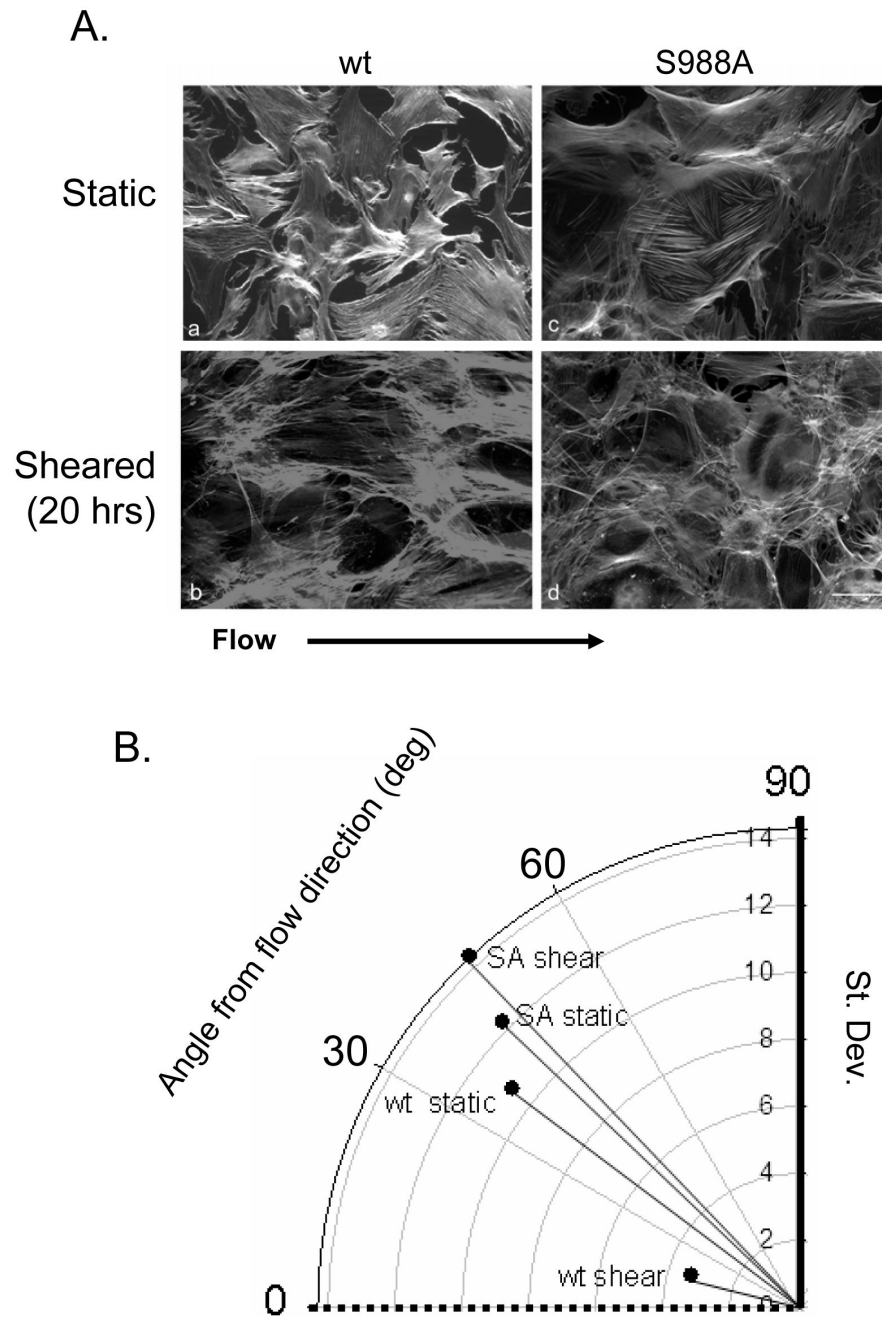 A.
wt S988A
Static
a c
Sheared
(20 hrs)
b d
Flow
B.
Angle from flow direction (deg)
90
14
60
12
SA shear
10
SA static
St. Dev.
8
30
wt static
6
4
2
wt shear
0
0